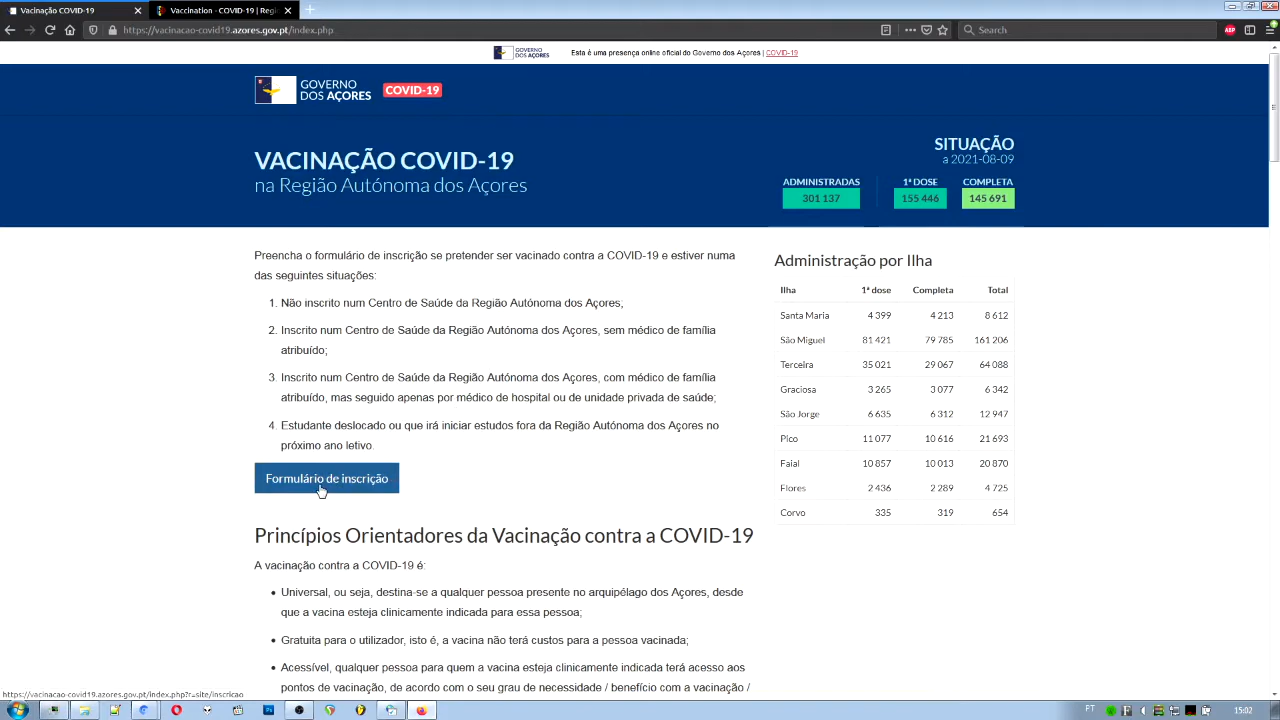 Vacinação COVID-19
Vaccination - COVID-19 | Regi
https://vacinacao-covid19.azores.gov.pt/index.php
Search
ABP
GOVERNO
DOS AÇORES
Esta é uma presença online oficial do Governo dos Açores | COVID-19
GOVERNO
DOS AÇORES
COVID-19
VACINAÇÃO COVID-19
na Região Autónoma dos Açores
SITUAÇÃO
a 2021-08-09
ADMINISTRADAS 1ª DOSE COMPLETA
301 137 155 446 145 691
Preencha o formulário de inscrição se pretender ser vacinado contra a COVID-19 e estiver numa
das seguintes situações:
1. Não inscrito num Centro de Saúde da Região Autónoma dos Açores;
2. Inscrito num Centro de Saúde da Região Autónoma dos Açores, sem médico de família
atribuído;
3. Inscrito num Centro de Saúde da Região Autónoma dos Açores, com médico de família
atribuído, mas seguido apenas por médico de hospital ou de unidade privada de saúde;
4. Estudante deslocado ou que irá iniciar estudos fora da Região Autónoma dos Açores no
próximo ano letivo.
Formulário de inscrição
Administração por Ilha
Ilha 1ª dose Completa Total
Santa Maria 4 399 4 213 8 612
São Miguel 81 421 79 785 161 206
Terceira 35 021 29 067 64 088
Graciosa 3 265 3 077 6 342
São Jorge 6 635 6 312 12 947
Pico 11 077 10 616 21 693
Faial 10 857 10 013 20 870
Flores 2 436 2 289 4 725
Corvo 335 319 654
Princípios Orientadores da Vacinação contra a COVID-19
A vacinação contra a COVID-19 é:
• Universal, ou seja, destina-se a qualquer pessoa presente no arquipélago dos Açores, desde
que a vacina esteja clinicamente indicada para essa pessoa;
• Gratuita para o utilizador, isto é, a vacina não terá custos para a pessoa vacinada;
• Acessível, qualquer pessoa para quem a vacina esteja clinicamente indicada terá acesso aos
pontos de vacinação, de acordo com o seu grau de necessidade / benefício com a vacinação /
https://vacinacao-covid19.azores.gov.pt/index.php?r=site/inscricao
Ps
PT
15:02